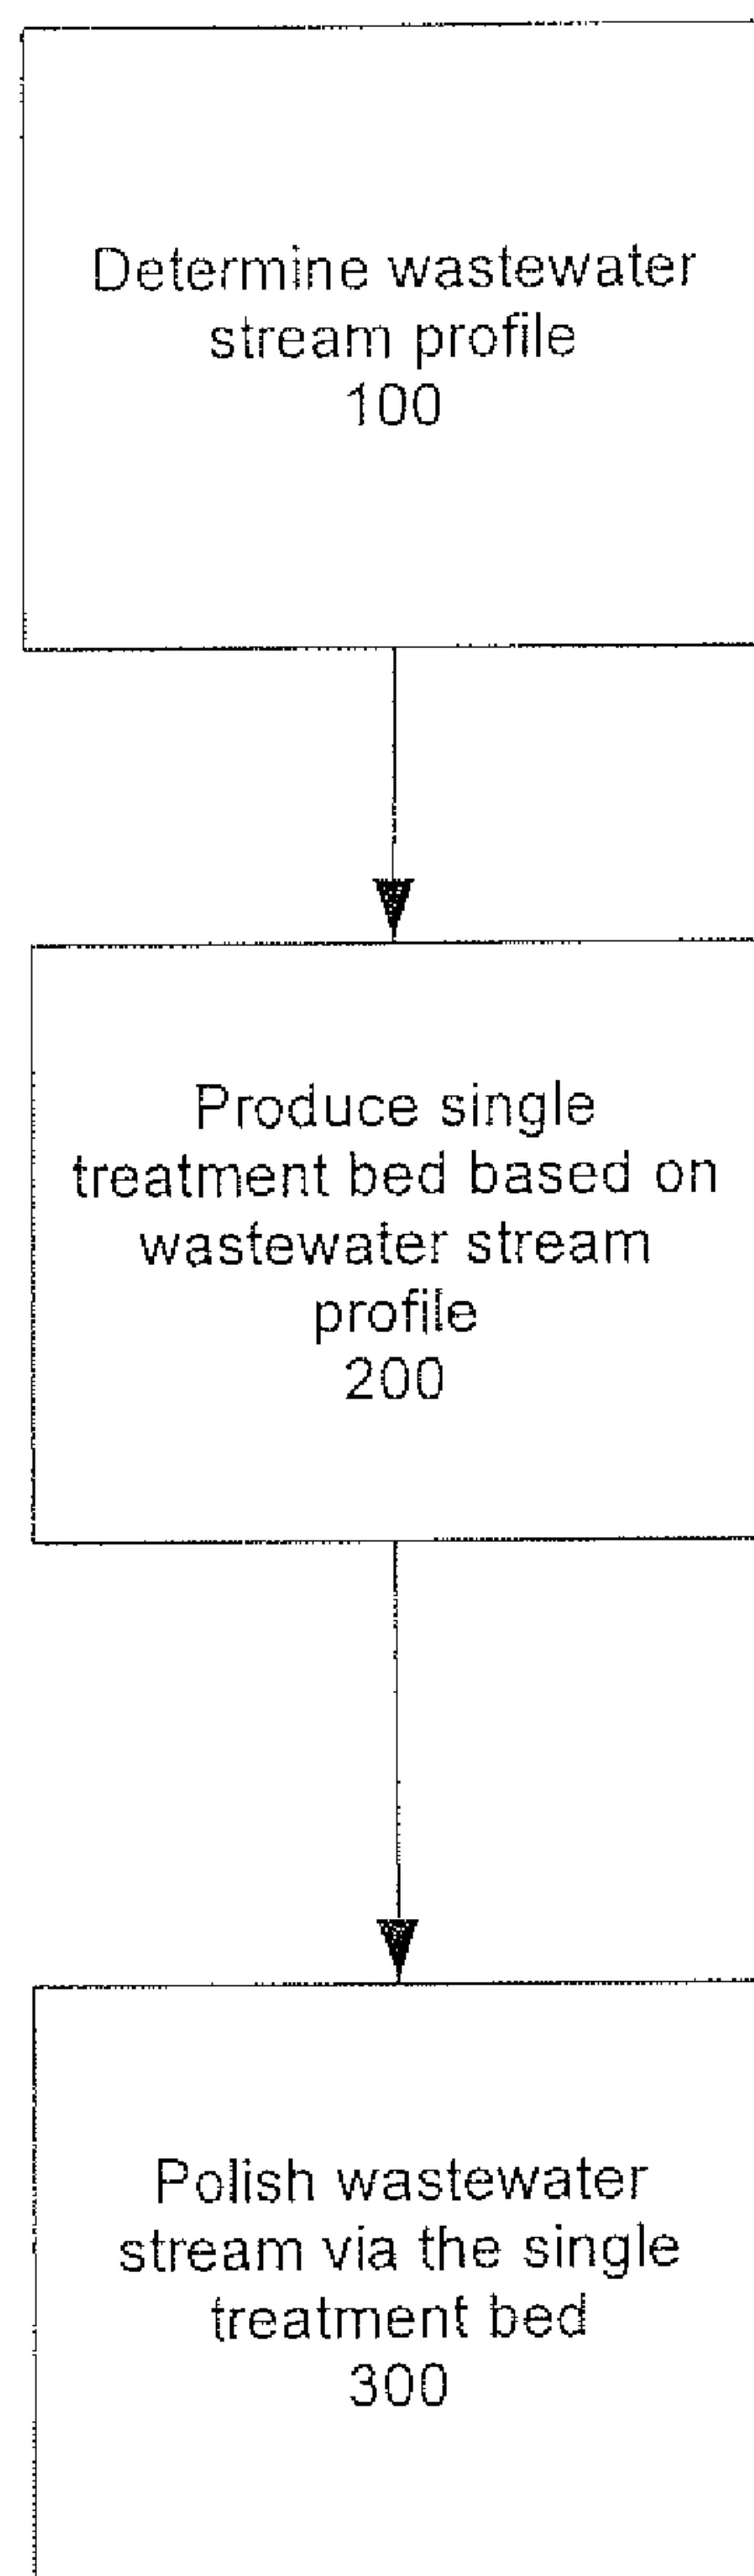 Determine wastewater
stream profile
100
Produce single
treatment bed based on
wastewater stream
profile
200
Polish wastewater
stream via the single
treatment bed
300